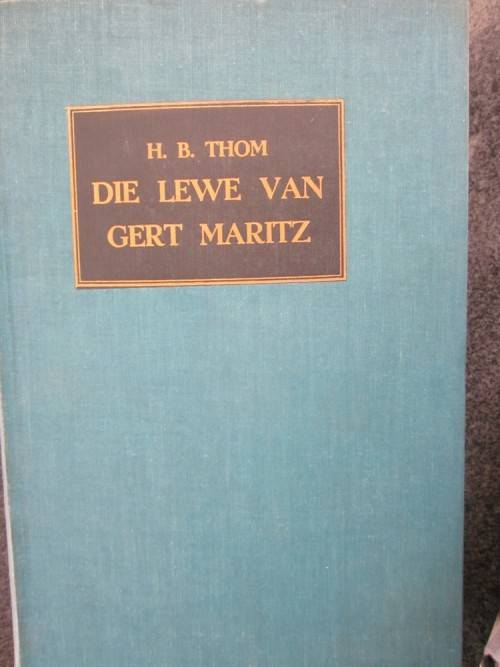 H. B. THOM
DIE LEWE VAN
GERT MARITZ